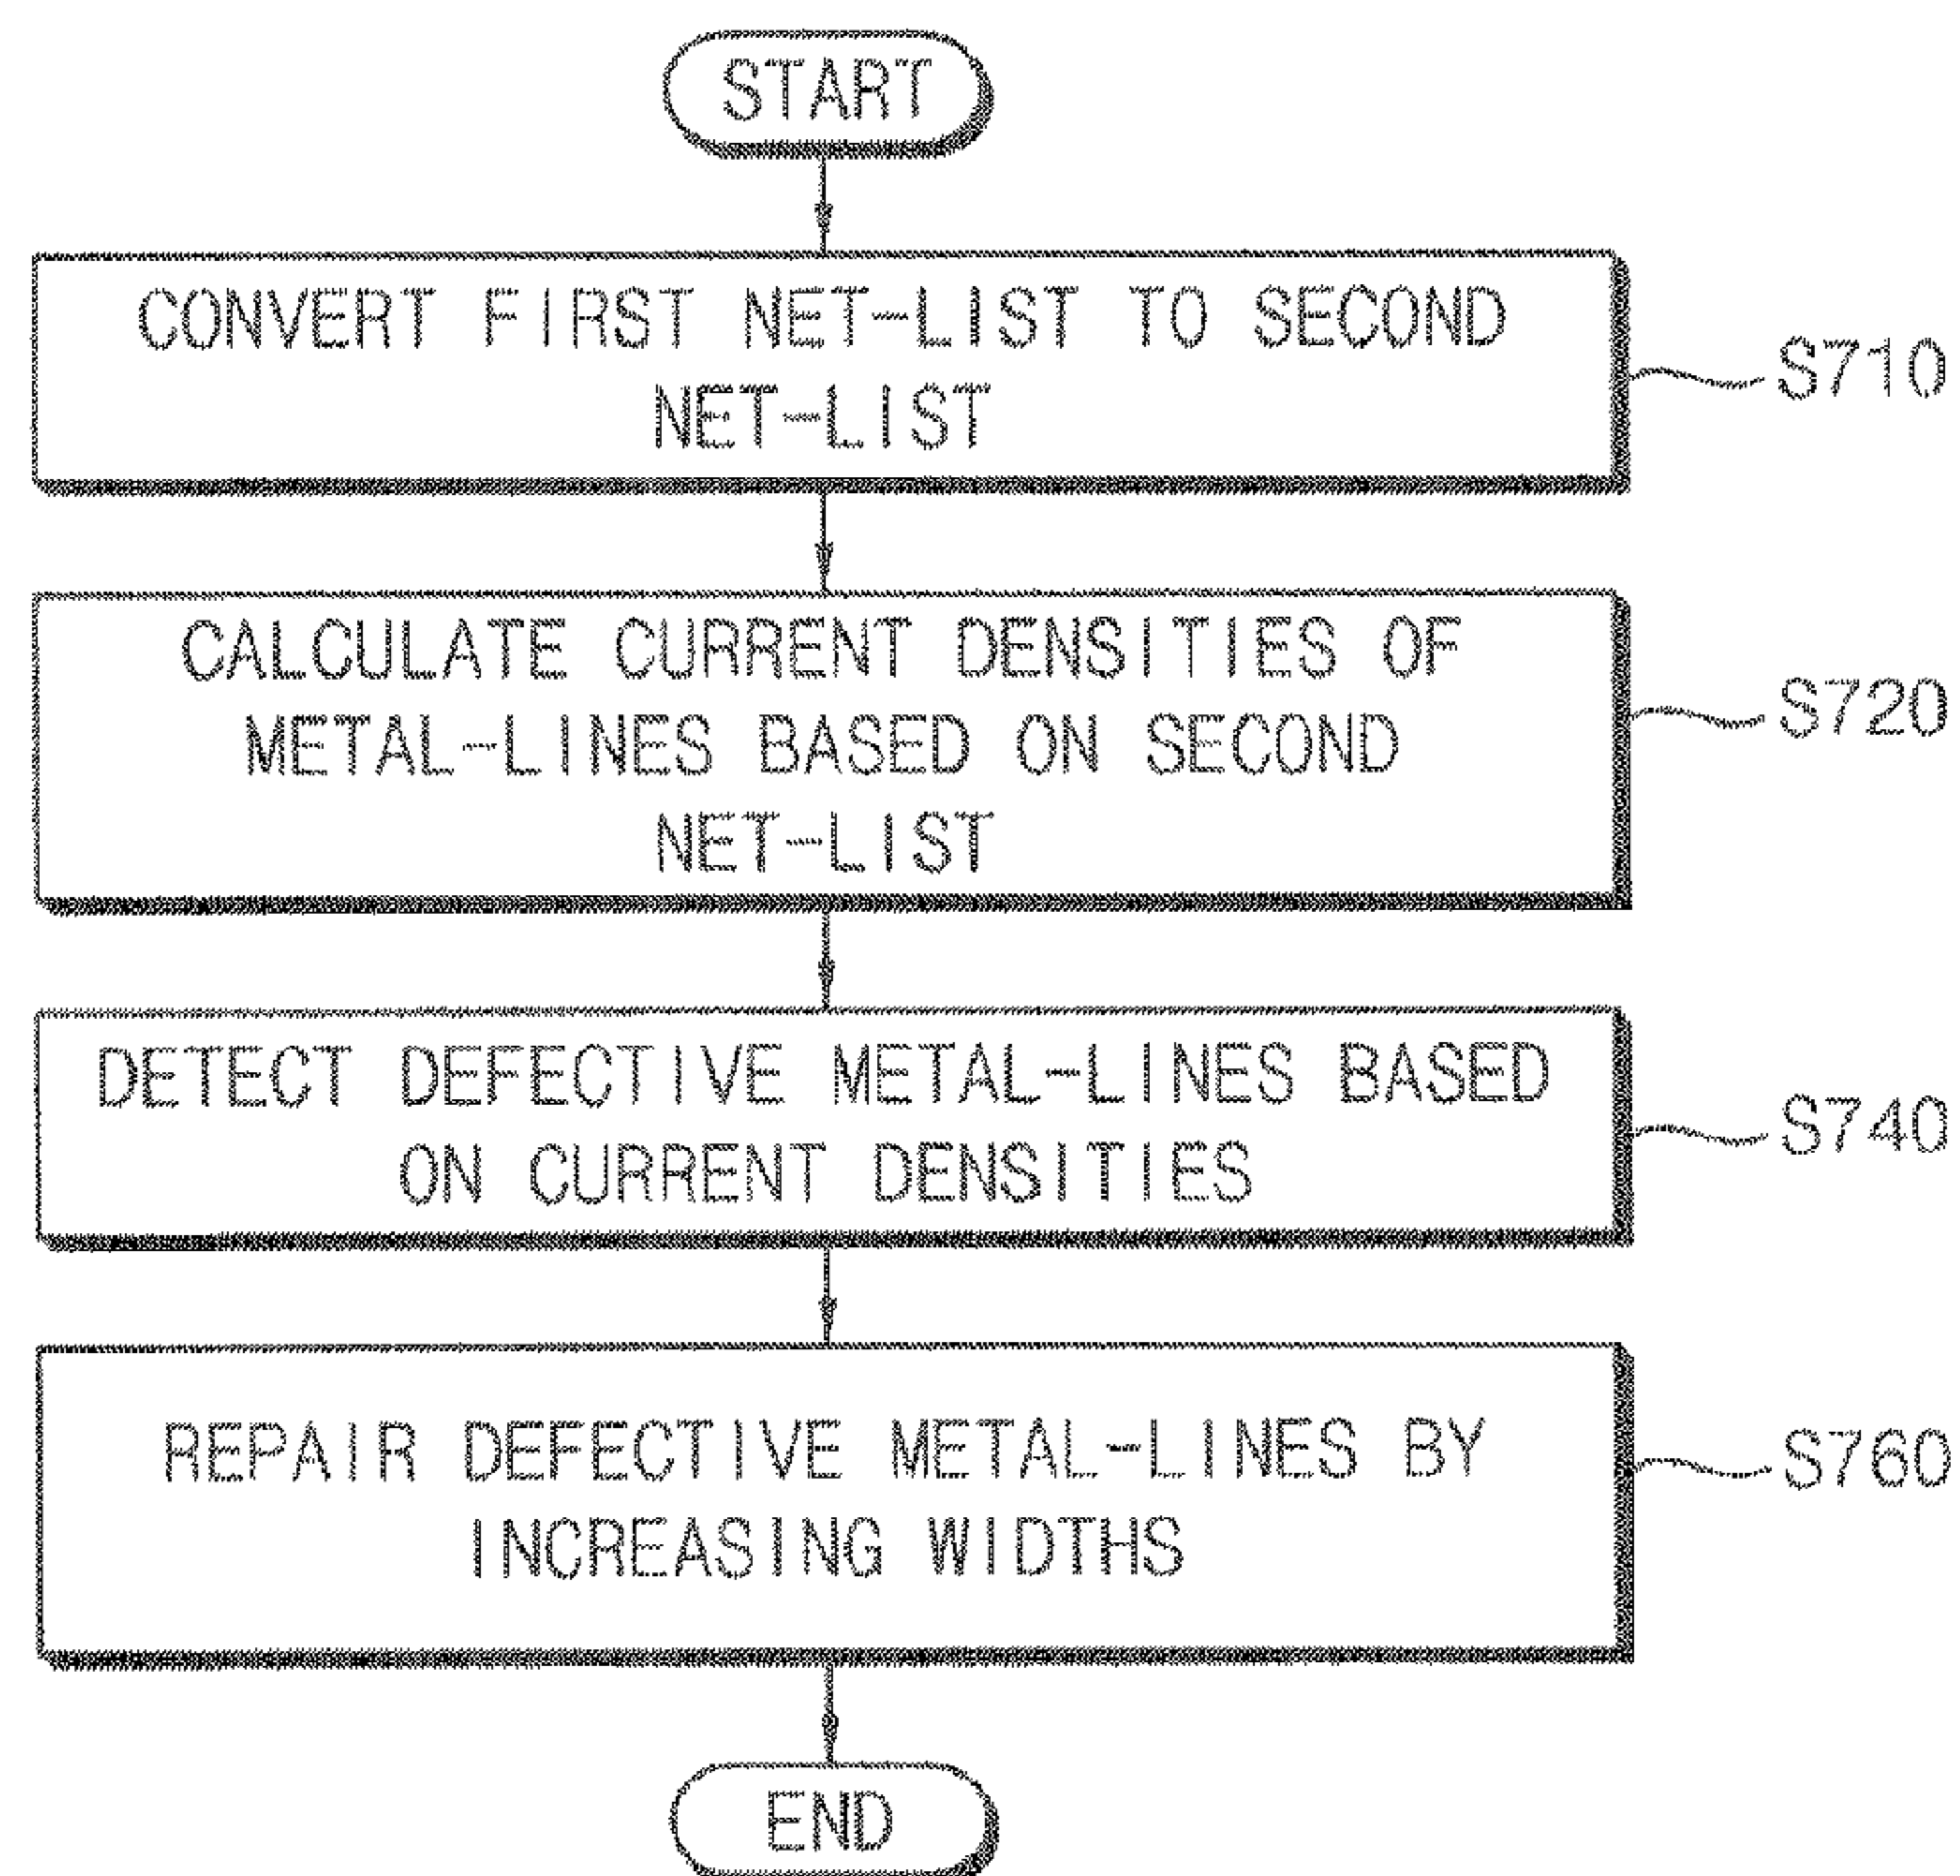 START
CONVERT FIRST NET-LIST TO SECOND
NET-LIST
S710
CALCULATE CURRENT DENSITIES OF
METAL-LINES BASED ON SECOND
NET-LIST
S720
DETECT DEFECTIVE METAL-LINES BASED
ON CURRENT DENSITIES
S740
REPAIR DEFECTIVE METAL-LINES BY
INCREASING WIDTHS
S760
END